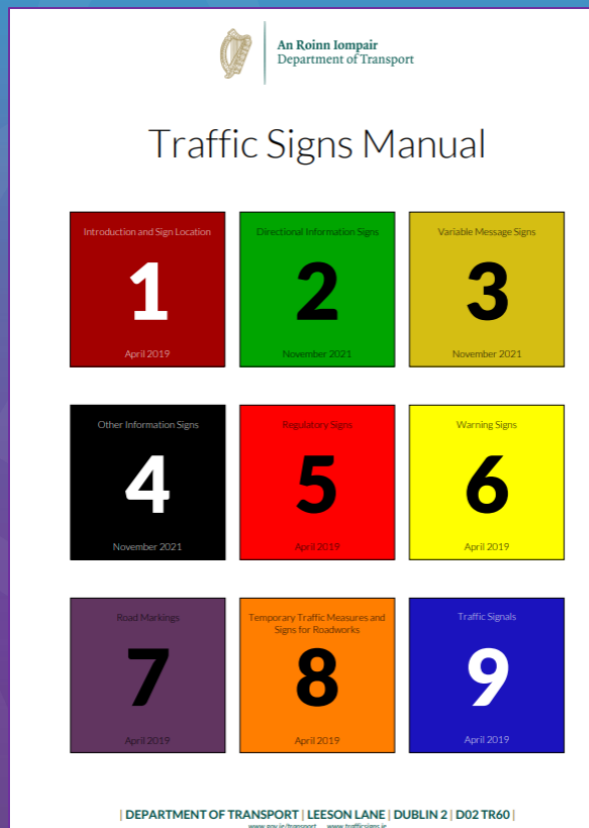 An Roinn Iompair
Department of Transport
Traffic Signs Manual
Introduction and Sign Location
1
April 2019
Directional Information Signs
2
November 2021
Variable Message Signs
3
November 2021
Other Information Signs
4
November 2021
Regulatory Signs
5
April 2019
Warning Signs
6
April 2019
Road Markings
7
April 2019
Temporary Traffic Measures and
Signs for Roadworks
8
April 2019
Traffic Signals
9
April 2019
| DEPARTMENT OF TRANSPORT | LEESON LANE | DUBLIN 2 | D02 TR60 |
www.gov.ie/transport www.trafficsigns.ie